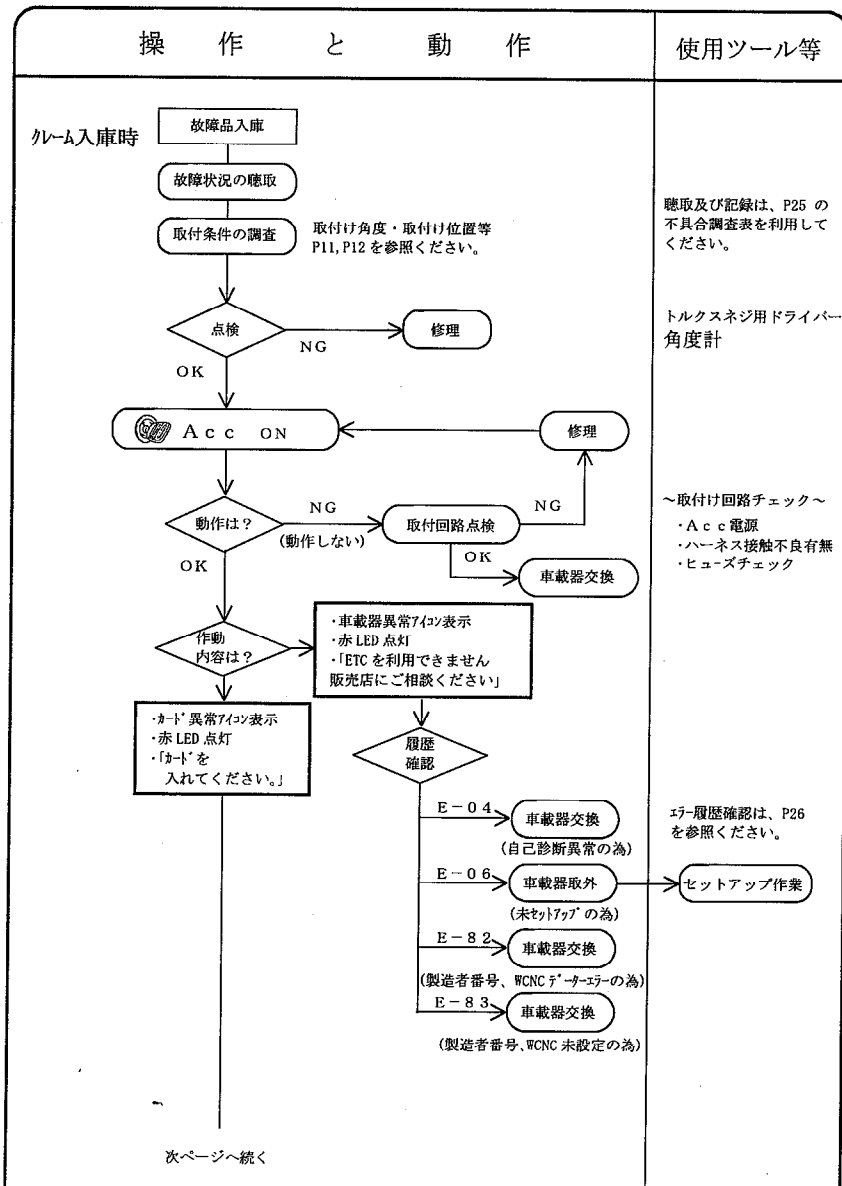 操作と動作
使用ツール等
クレーム入庫時
故障品入庫
故障状況の聴取
聴取及び記録は、P25 の
不具合調査表を利用して
ください。
取付条件の調査
取付け角度・取付け位置等
P11,P12 を参照ください。
点検
NG
修理
トルクスネジ用ドライバー
角度計
OK
Acc ON
修理
動作は？
NG
(動作しない)
取付回路点検
NG
～取付け回路チェック～
・Acc電源
・ハーネス接触不良有無
・ヒューズチェック
OK
OK
車載器交換
作動
内容は？
・車載器異常アイコン表示
・赤 LED 点灯
・「ETC を利用できません
販売店にご相談ください」
・カード異常アイコン表示
・赤 LED 点灯
・「カードを
入れてください。」
履歴
確認
E－04
車載器交換
(自己診断異常の為)
エラー履歴確認は、P26
を参照ください。
E－06
車載器取外
セットアップ作業
(未セットアップの為)
E－82
車載器交換
(製造者番号、WCNC データーエラーの為)
E－83
車載器交換
(製造者番号、WCNC 未設定の為)
次ページへ続く